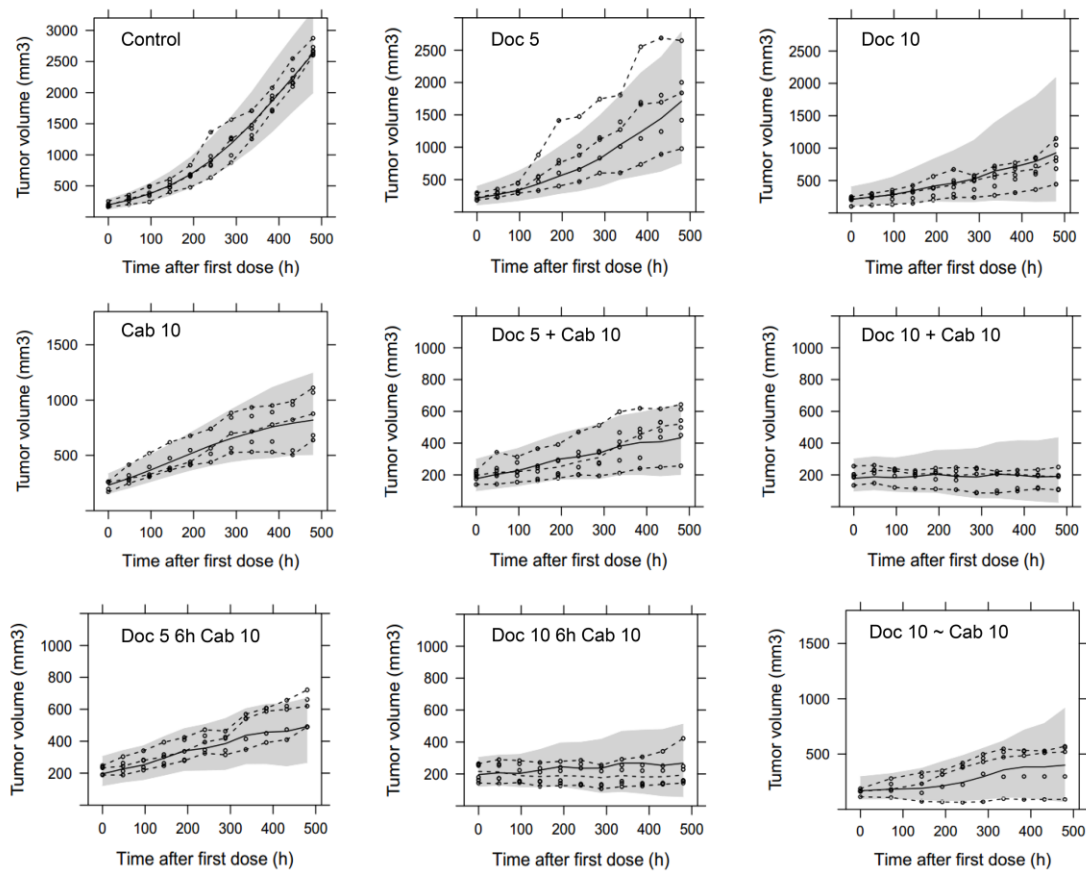 Control
Tumor volume (mm3)
3000
2500
2000
1500
1000
500
0 100 200 300 400 500
Time after first dose (h)
Doc 5
Tumor volume (mm3)
2500
2000
1500
1000
500
0 100 200 300 400 500
Time after first dose (h)
Doc 10
Tumor volume (mm3)
2500
2000
1500
1000
500
0 100 200 300 400 500
Time after first dose (h)
Cab 10
Tumor volume (mm3)
1500
1000
500
0 100 200 300 400 500
Time after first dose (h)
Doc 5 + Cab 10
Tumor volume (mm3)
1000
800
600
400
200
0 100 200 300 400 500
Time after first dose (h)
Doc 10 + Cab 10
Tumor volume (mm3)
1000
800
600
400
200
0 100 200 300 400 500
Time after first dose (h)
Doc 5 6h Cab 10
Tumor volume (mm3)
1000
800
600
400
200
0 100 200 300 400 500
Time after first dose (h)
Doc 10 6h Cab 10
Tumor volume (mm3)
1000
800
600
400
200
0 100 200 300 400 500
Time after first dose (h)
Doc 10 ~ Cab 10
Tumor volume (mm3)
1500
1000
500
0 100 200 300 400 500
Time after first dose (h)